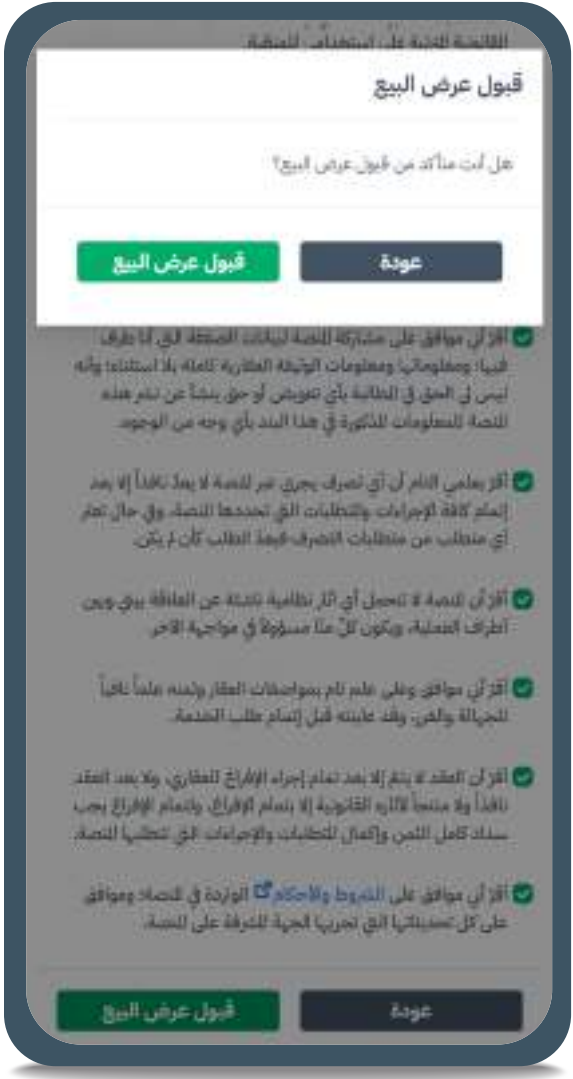 القانونية المترتبة على استخدامي للمنصة.
قبول عرض البيع
هل أنت متأكد من قبول عرض البيع؟
عودة
قبول عرض البيع
أقرّ أني موافق على مشاركة المنصة لبيانات الصفقة التي أنا طرف
فيها؛ ومعلوماتها ومعلومات الوثيقة العقارية كاملة بلا استثناء؛ وأنه
ليس لي الحق في المطالبة بأي تعويض أو حق ينشأ عن نشر هذه
المنصة للمعلومات المذكورة في هذا البند بأي وجه من الوجوه.
أقرّ بعلمي التام أن أي تصرف يجري عبر المنصة لا يعدّ نافذاً إلا بعد
إتمام كافة الإجراءات والمتطلبات التي تحددها المنصة، وفي حال تعثر
أي متطلب من متطلبات التصرف فيعدّ الطلب كأن لم يكن.
أقرّ أن المنصة لا تتحمل أي آثار نظامية ناشئة عن العلاقة بيني وبين
أطراف العملية، ويكون كلّ منّا مسؤولاً في مواجهة الآخر.
أقرّ أني موافق وعلى علم تام بمواصفات العقار وثمنه علماً نافياً
للجهالة والغرر، وقد عاينته قبل إتمام طلب الخدمة.
أقرّ أن العقد لا يتمّ إلا بعد تمام إجراء الإفراغ العقاري، ولا يعد العقد
نافذاً ولا منتجاً لآثاره القانونية إلا بتمام الإفراغ، ولتمام الإفراغ يجب
سداد كامل الثمن وإكمال المتطلبات والإجراءات التي تتطلبها المنصة.
أقرّ أني موافق على الشروط والأحكام الواردة في المنصة؛ وموافق
على كل تحديثاتها التي تجريها الجهة المشرفة على المنصة.
عودة
قبول عرض البيع